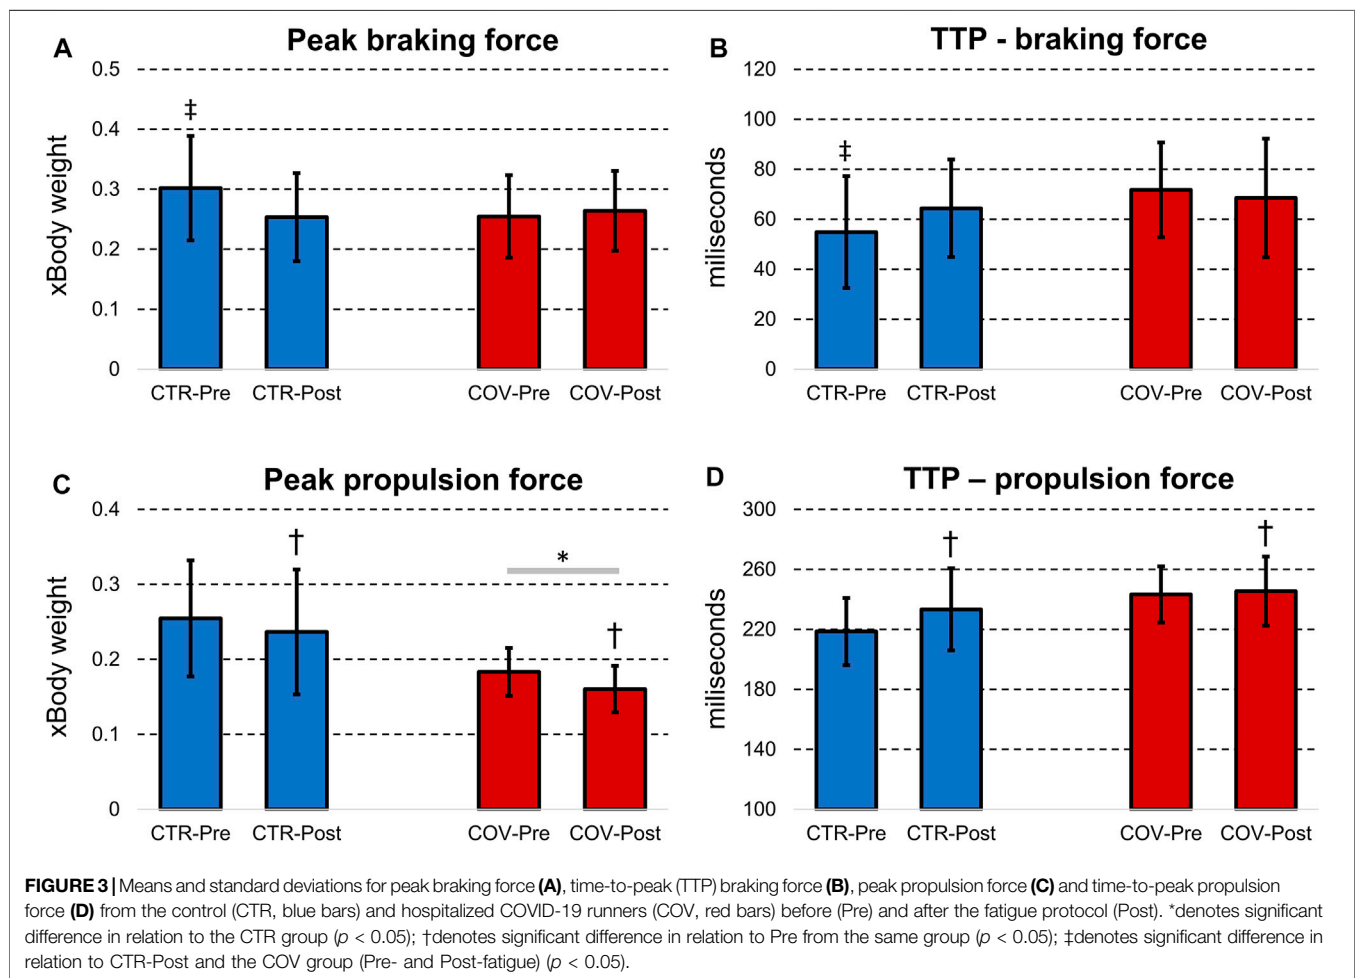 A Peak braking force
0.5
0.4
0.3
0.2
0.1
0
xBody weight
‡
CTR-Pre CTR-Post COV-Pre COV-Post
B TTP - braking force
120
100
80
60
40
20
0
miliseconds
‡
CTR-Pre CTR-Post COV-Pre COV-Post
C Peak propulsion force
0.4
0.3
0.2
0.1
0
xBody weight
†
*
†
CTR-Pre CTR-Post COV-Pre COV-Post
D TTP – propulsion force
300
260
220
180
140
100
miliseconds
†
†
CTR-Pre CTR-Post COV-Pre COV-Post
FIGURE 3 | Means and standard deviations for peak braking force (A), time-to-peak (TTP) braking force (B), peak propulsion force (C) and time-to-peak propulsion
force (D) from the control (CTR, blue bars) and hospitalized COVID-19 runners (COV, red bars) before (Pre) and after the fatigue protocol (Post). *denotes significant
difference in relation to the CTR group (p < 0.05); †denotes significant difference in relation to Pre from the same group (p < 0.05); ‡denotes significant difference in
relation to CTR-Post and the COV group (Pre- and Post-fatigue) (p < 0.05).